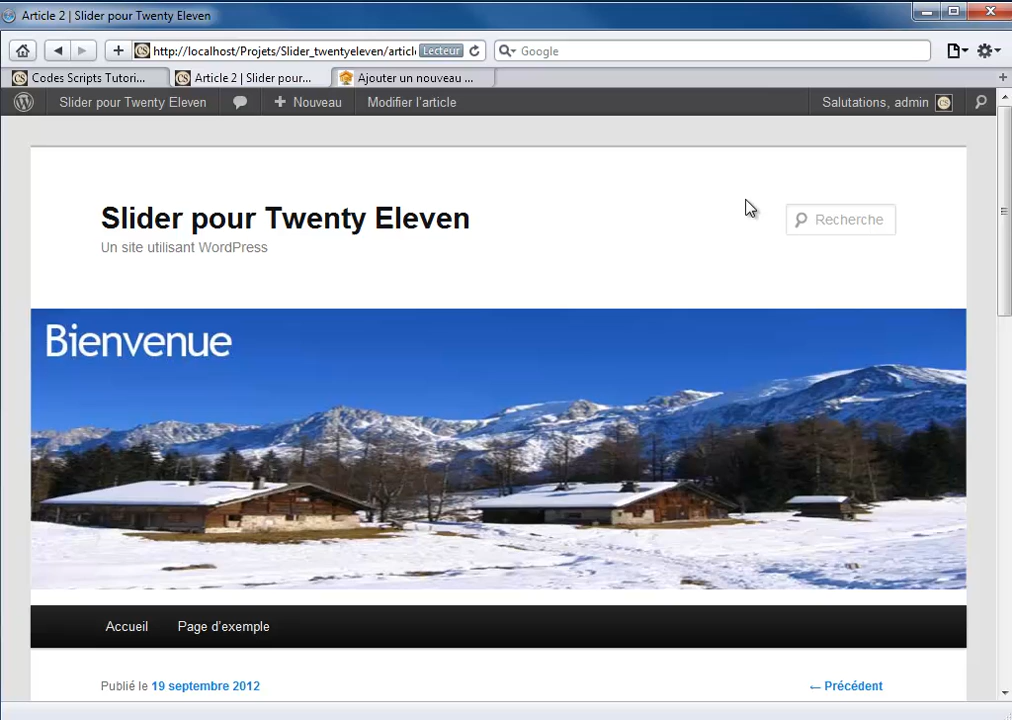 Article 2 | Slider pour Twenty Eleven
http://localhost/Projets/Slider_twentyeleven/articl
Lecteur
Google
Codes Scripts Tutori...
Article 2 | Slider pour...
Ajouter un nouveau ...
Slider pour Twenty Eleven
Nouveau
Modifier l'article
Salutations, admin
Slider pour Twenty Eleven
Recherche
Un site utilisant WordPress
Bienvenue
Accueil
Page d'exemple
Publié le 19 septembre 2012
← Précédent